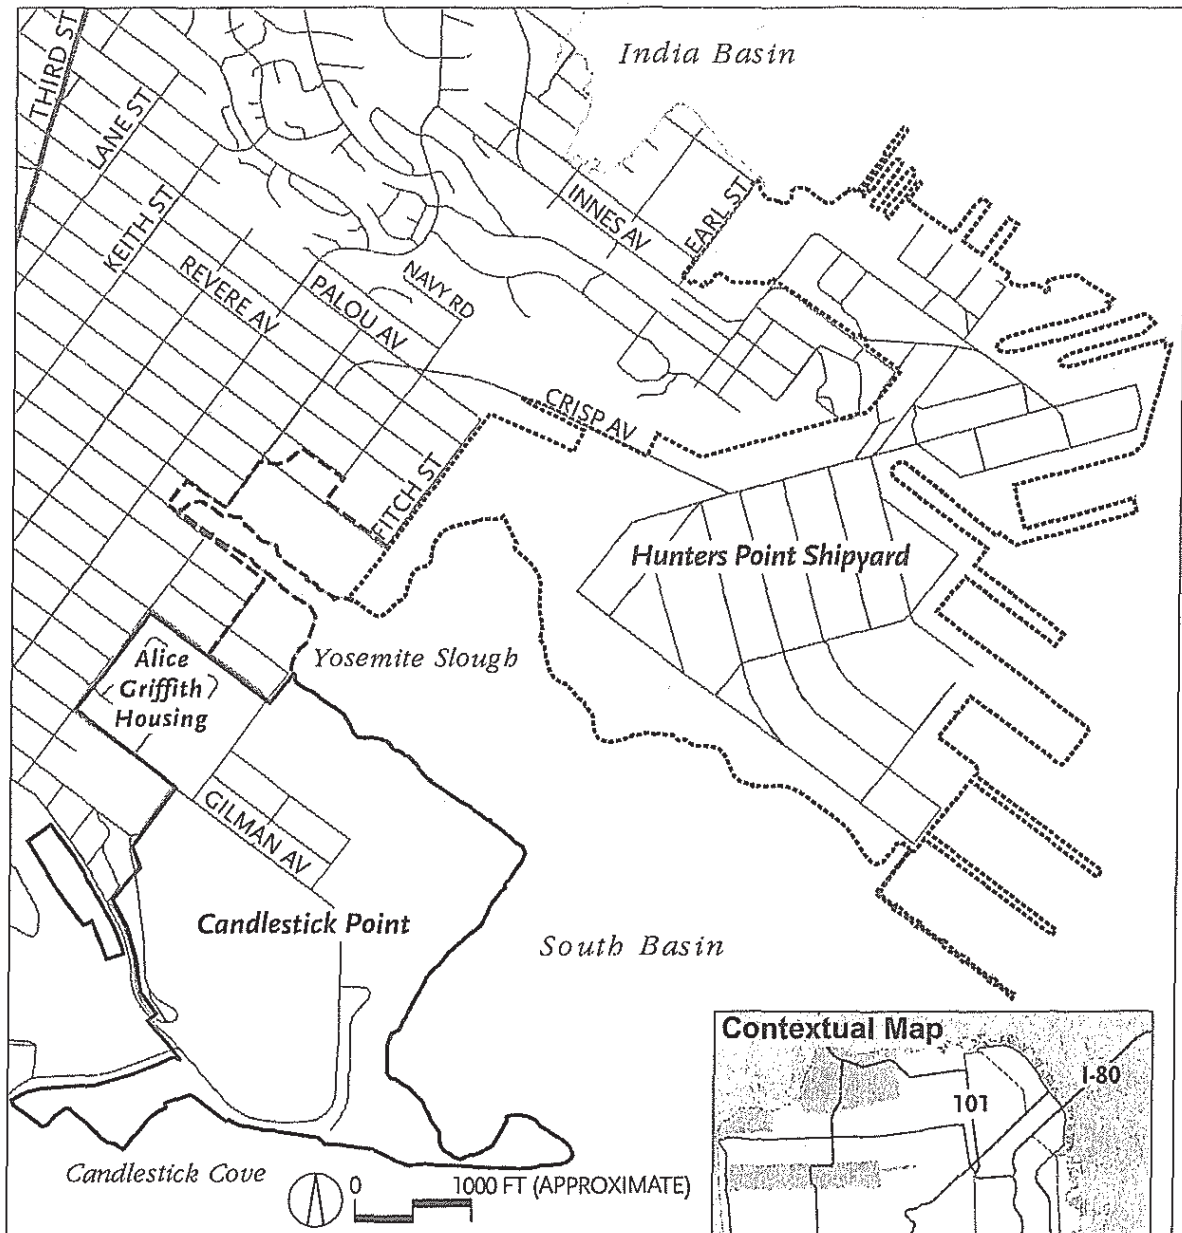 India Basin
THIRD ST
LANE ST
KEITH ST
REVERE AV
PALOU AV
NAVY RD
INNES AV
EARL ST
CRISP AV
FITCH ST
Hunters Point Shipyard
Yosemite Slough
Alice
Griffith
Housing
GILMAN AV
Candlestick Point
South Basin
Candlestick Cove
0 1000 FT (APPROXIMATE)
Contextual Map
I-80
101